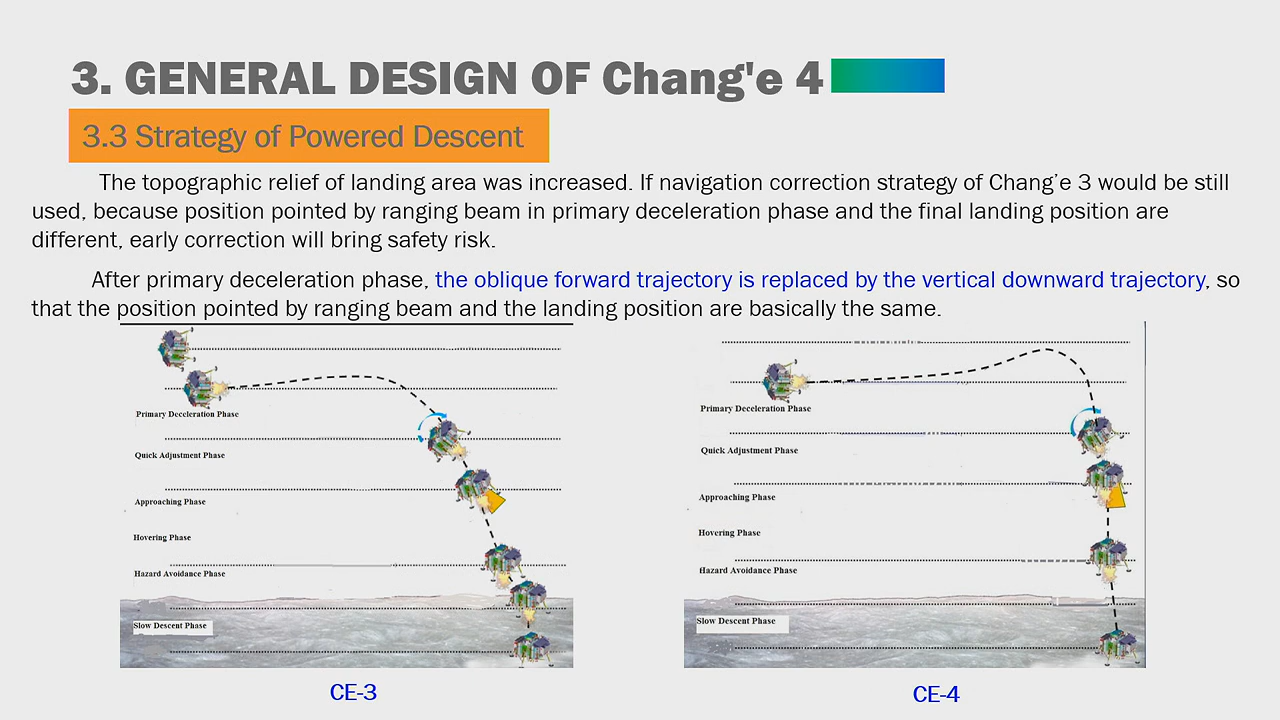 3. GENERAL DESIGN OF Chang'e 4
3.3 Strategy of Powered Descent
The topographic relief of landing area was increased. If navigation correction strategy of Chang’e 3 would be still
used, because position pointed by ranging beam in primary deceleration phase and the final landing position are
different, early correction will bring safety risk.
After primary deceleration phase, the oblique forward trajectory is replaced by the vertical downward trajectory, so
that the position pointed by ranging beam and the landing position are basically the same.
Primary Deceleration Phase
Quick Adjustment Phase
Approaching Phase
Hovering Phase
Hazard Avoidance Phase
Slow Descent Phase
CE-3
Primary Deceleration Phase
Quick Adjustment Phase
Approaching Phase
Hovering Phase
Hazard Avoidance Phase
Slow Descent Phase
CE-4